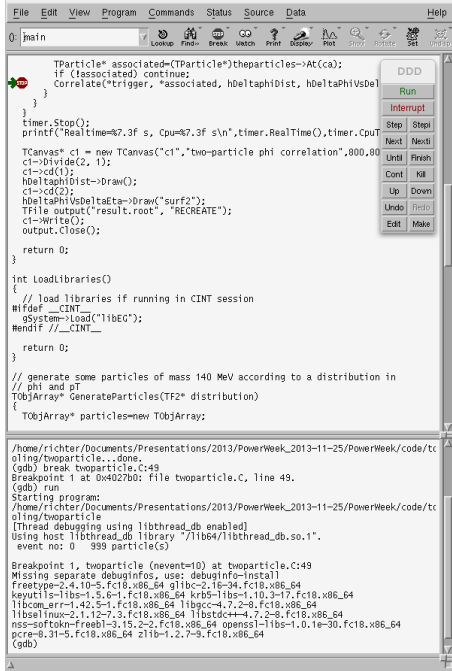 File Edit View Program Commands Status Source Data Help
(): main
Lookup Find» Break Watch Print Display Plot Rotate Set Undisp
TParticle* associated=(TParticle*)theparticles->At(ca);
if (!associated) continue;
Correlate(*trigger, *associated, hDeltaphiDist, hDeltaPhiVsDel
}
}
}
timer.Stop();
printf("Realtime=%7.3f s, Cpu=%7.3f s\n",timer.RealTime(),timer.CpuT
TCanvas* c1 = new TCanvas("c1","two-particle phi correlation",800,80
c1->Divide(2, 1);
c1->cd(1);
hDeltaphiDist->Draw();
c1->cd(2);
hDeltaPhiVsDeltaEta->Draw("surf2");
TFile output("result.root", "RECREATE");
c1->Write();
output.Close();
return 0;
}
int LoadLibraries()
{
// load libraries if running in CINT session
#ifdef __CINT__
gSystem->Load("libEG");
#endif //__CINT__
return 0;
}
// generate some particles of mass 140 MeV according to a distribution in
// phi and pT
TObjArray* GenerateParticles(TF2* distribution)
{
TObjArray* particles=new TObjArray;
DDD
Run
Interrupt
Step Stepi
Next Nexti
Until Finish
Cont Kill
Up Down
Undo Redo
Edit Make
/home/richter/Documents/Presentations/2013/PowerWeek_2013-11-25/PowerWeek/code/to
oling/twoparticle...done.
(gdb) break twoparticle.C:49
Breakpoint 1 at 0x4027b0: file twoparticle.C, line 49.
(gdb) run
Starting program:
/home/richter/Documents/Presentations/2013/PowerWeek_2013-11-25/PowerWeek/code/to
oling/twoparticle
[Thread debugging using libthread_db enabled]
Using host libthread_db library "/lib64/libthread_db.so.1".
event no: 0 999 particle(s)
Breakpoint 1, twoparticle (nevent=10) at twoparticle.C:49
Missing separate debuginfos, use: debuginfo-install
freetype-2.4.10-5.fc18.x86_64 glibc-2.16-34.fc18.x86_64
keyutils-libs-1.5.6-1.fc18.x86_64 krb5-libs-1.10.3-17.fc18.x86_64
libcom_err-1.42.5-1.fc18.x86_64 libgcc-4.7.2-8.fc18.x86_64
libselinux-2.1.12-7.3.fc18.x86_64 libstdc++-4.7.2-8.fc18.x86_64
nss-softokn-freebl-3.15.2-2.fc18.x86_64 openssl-libs-1.0.1e-30.fc18.x86_64
pcre-8.31-5.fc18.x86_64 zlib-1.2.7-9.fc18.x86_64
(gdb)